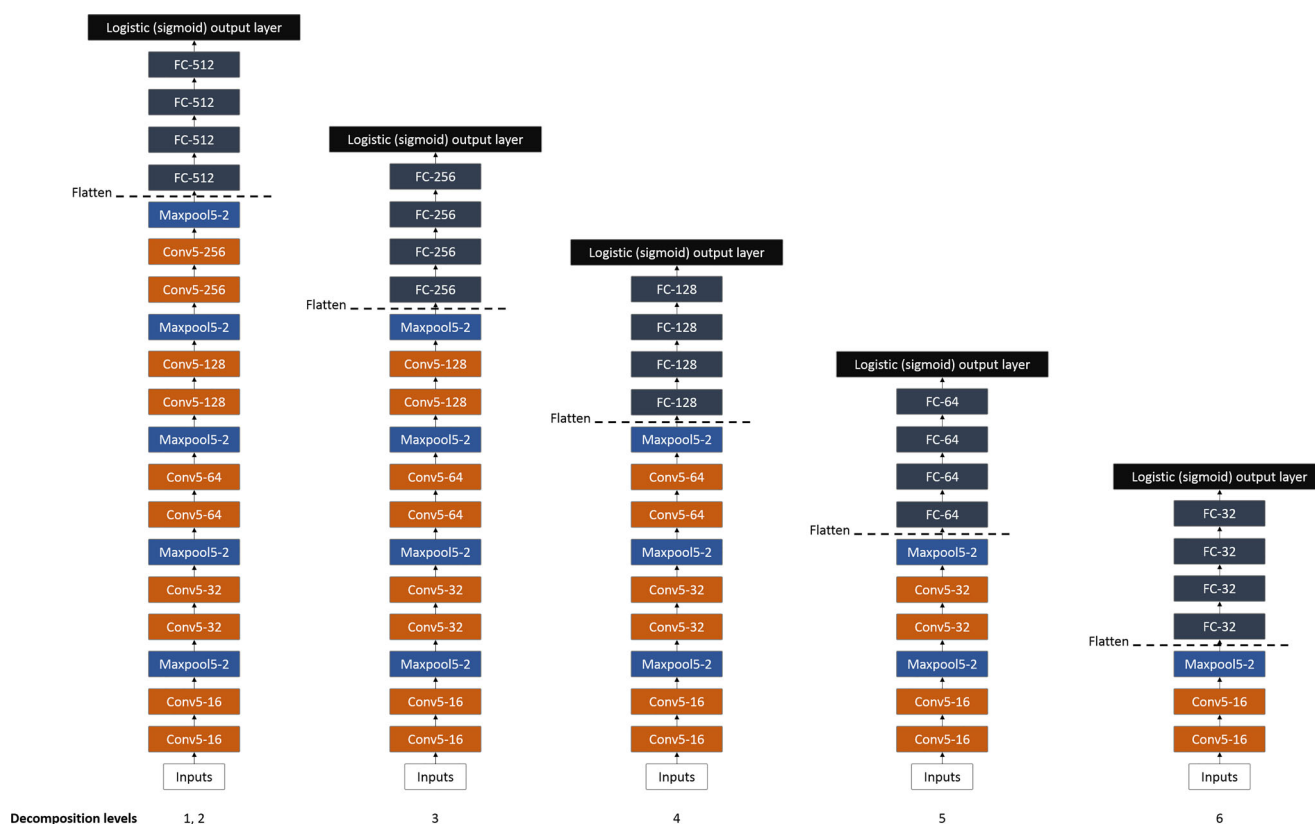 Logistic (sigmoid) output layer
FC-512
FC-512
FC-512
FC-512
Flatten
Maxpool5-2
Conv5-256
Conv5-256
Maxpool5-2
Conv5-128
Conv5-128
Maxpool5-2
Conv5-64
Conv5-64
Maxpool5-2
Conv5-32
Conv5-32
Maxpool5-2
Conv5-16
Conv5-16
Inputs
Logistic (sigmoid) output layer
FC-256
FC-256
FC-256
FC-256
Flatten
Maxpool5-2
Conv5-128
Conv5-128
Maxpool5-2
Conv5-64
Conv5-64
Maxpool5-2
Conv5-32
Conv5-32
Maxpool5-2
Conv5-16
Conv5-16
Inputs
Logistic (sigmoid) output layer
FC-128
FC-128
FC-128
FC-128
Flatten
Maxpool5-2
Conv5-64
Conv5-64
Maxpool5-2
Conv5-32
Conv5-32
Maxpool5-2
Conv5-16
Conv5-16
Inputs
Logistic (sigmoid) output layer
FC-64
FC-64
FC-64
FC-64
Flatten
Maxpool5-2
Conv5-32
Conv5-32
Maxpool5-2
Conv5-16
Conv5-16
Inputs
Logistic (sigmoid) output layer
FC-32
FC-32
FC-32
FC-32
Flatten
Maxpool5-2
Conv5-16
Conv5-16
Inputs
Decomposition levels 1, 2 3 4 5 6